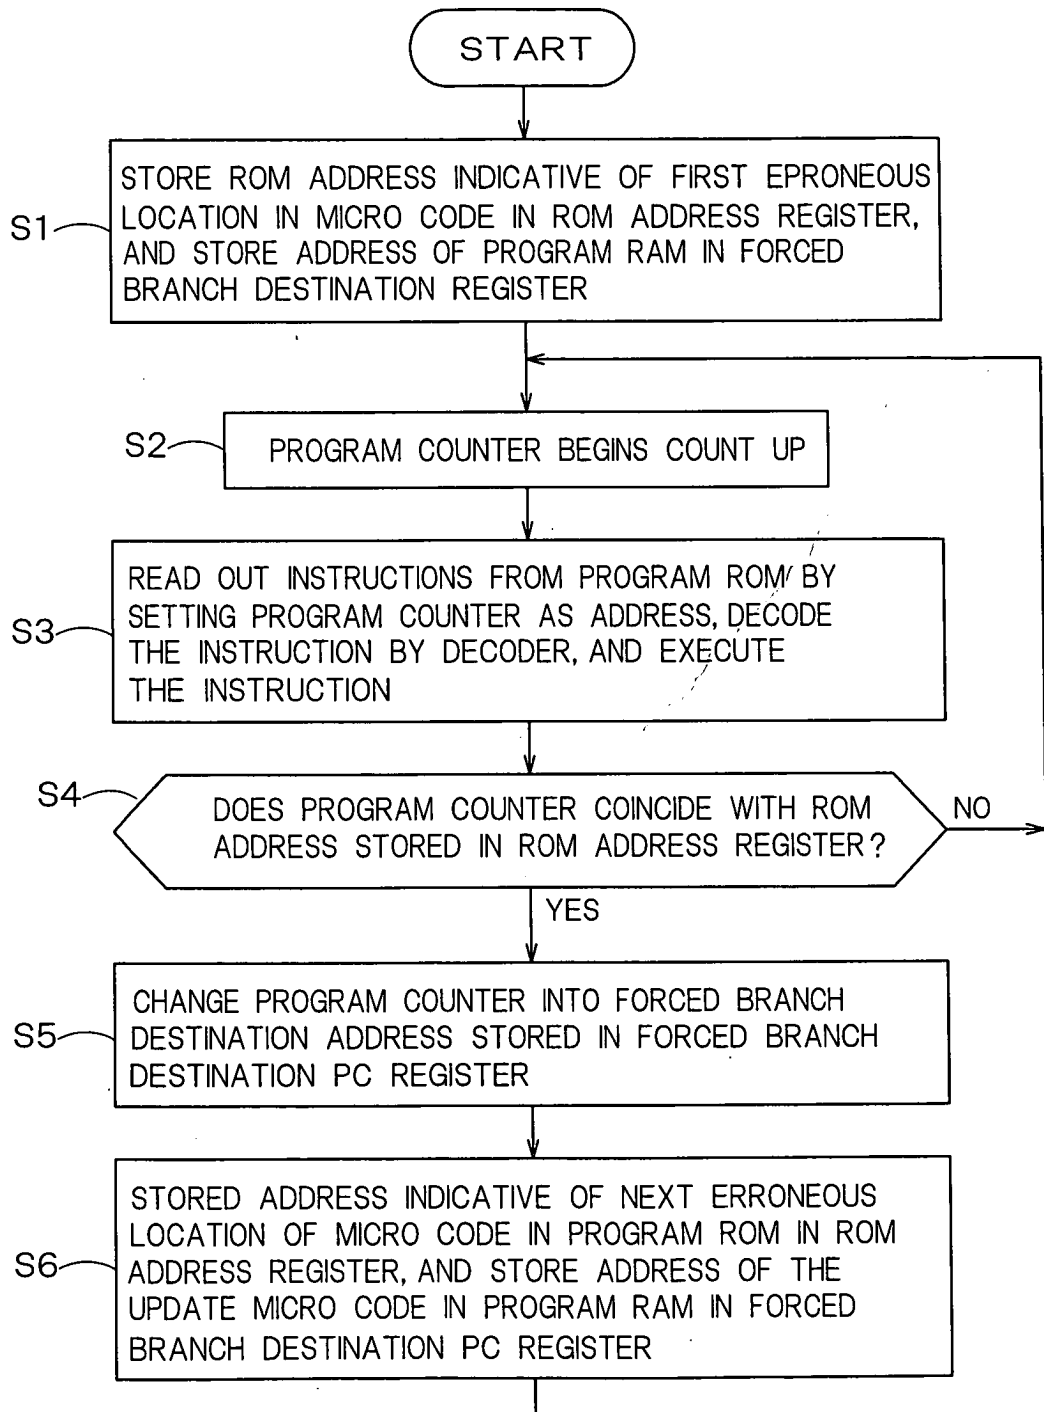 START
S1
STORE ROM ADDRESS INDICATIVE OF FIRST EPRONEOUS
LOCATION IN MICRO CODE IN ROM ADDRESS REGISTER,
AND STORE ADDRESS OF PROGRAM RAM IN FORCED
BRANCH DESTINATION REGISTER
S2
PROGRAM COUNTER BEGINS COUNT UP
S3
READ OUT INSTRUCTIONS FROM PROGRAM ROM BY
SETTING PROGRAM COUNTER AS ADDRESS, DECODE
THE INSTRUCTION BY DECODER, AND EXECUTE
THE INSTRUCTION
S4
DOES PROGRAM COUNTER COINCIDE WITH ROM
ADDRESS STORED IN ROM ADDRESS REGISTER?
NO
YES
S5
CHANGE PROGRAM COUNTER INTO FORCED BRANCH
DESTINATION ADDRESS STORED IN FORCED BRANCH
DESTINATION PC REGISTER
S6
STORED ADDRESS INDICATIVE OF NEXT ERRONEOUS
LOCATION OF MICRO CODE IN PROGRAM ROM IN ROM
ADDRESS REGISTER, AND STORE ADDRESS OF THE
UPDATE MICRO CODE IN PROGRAM RAM IN FORCED
BRANCH DESTINATION PC REGISTER